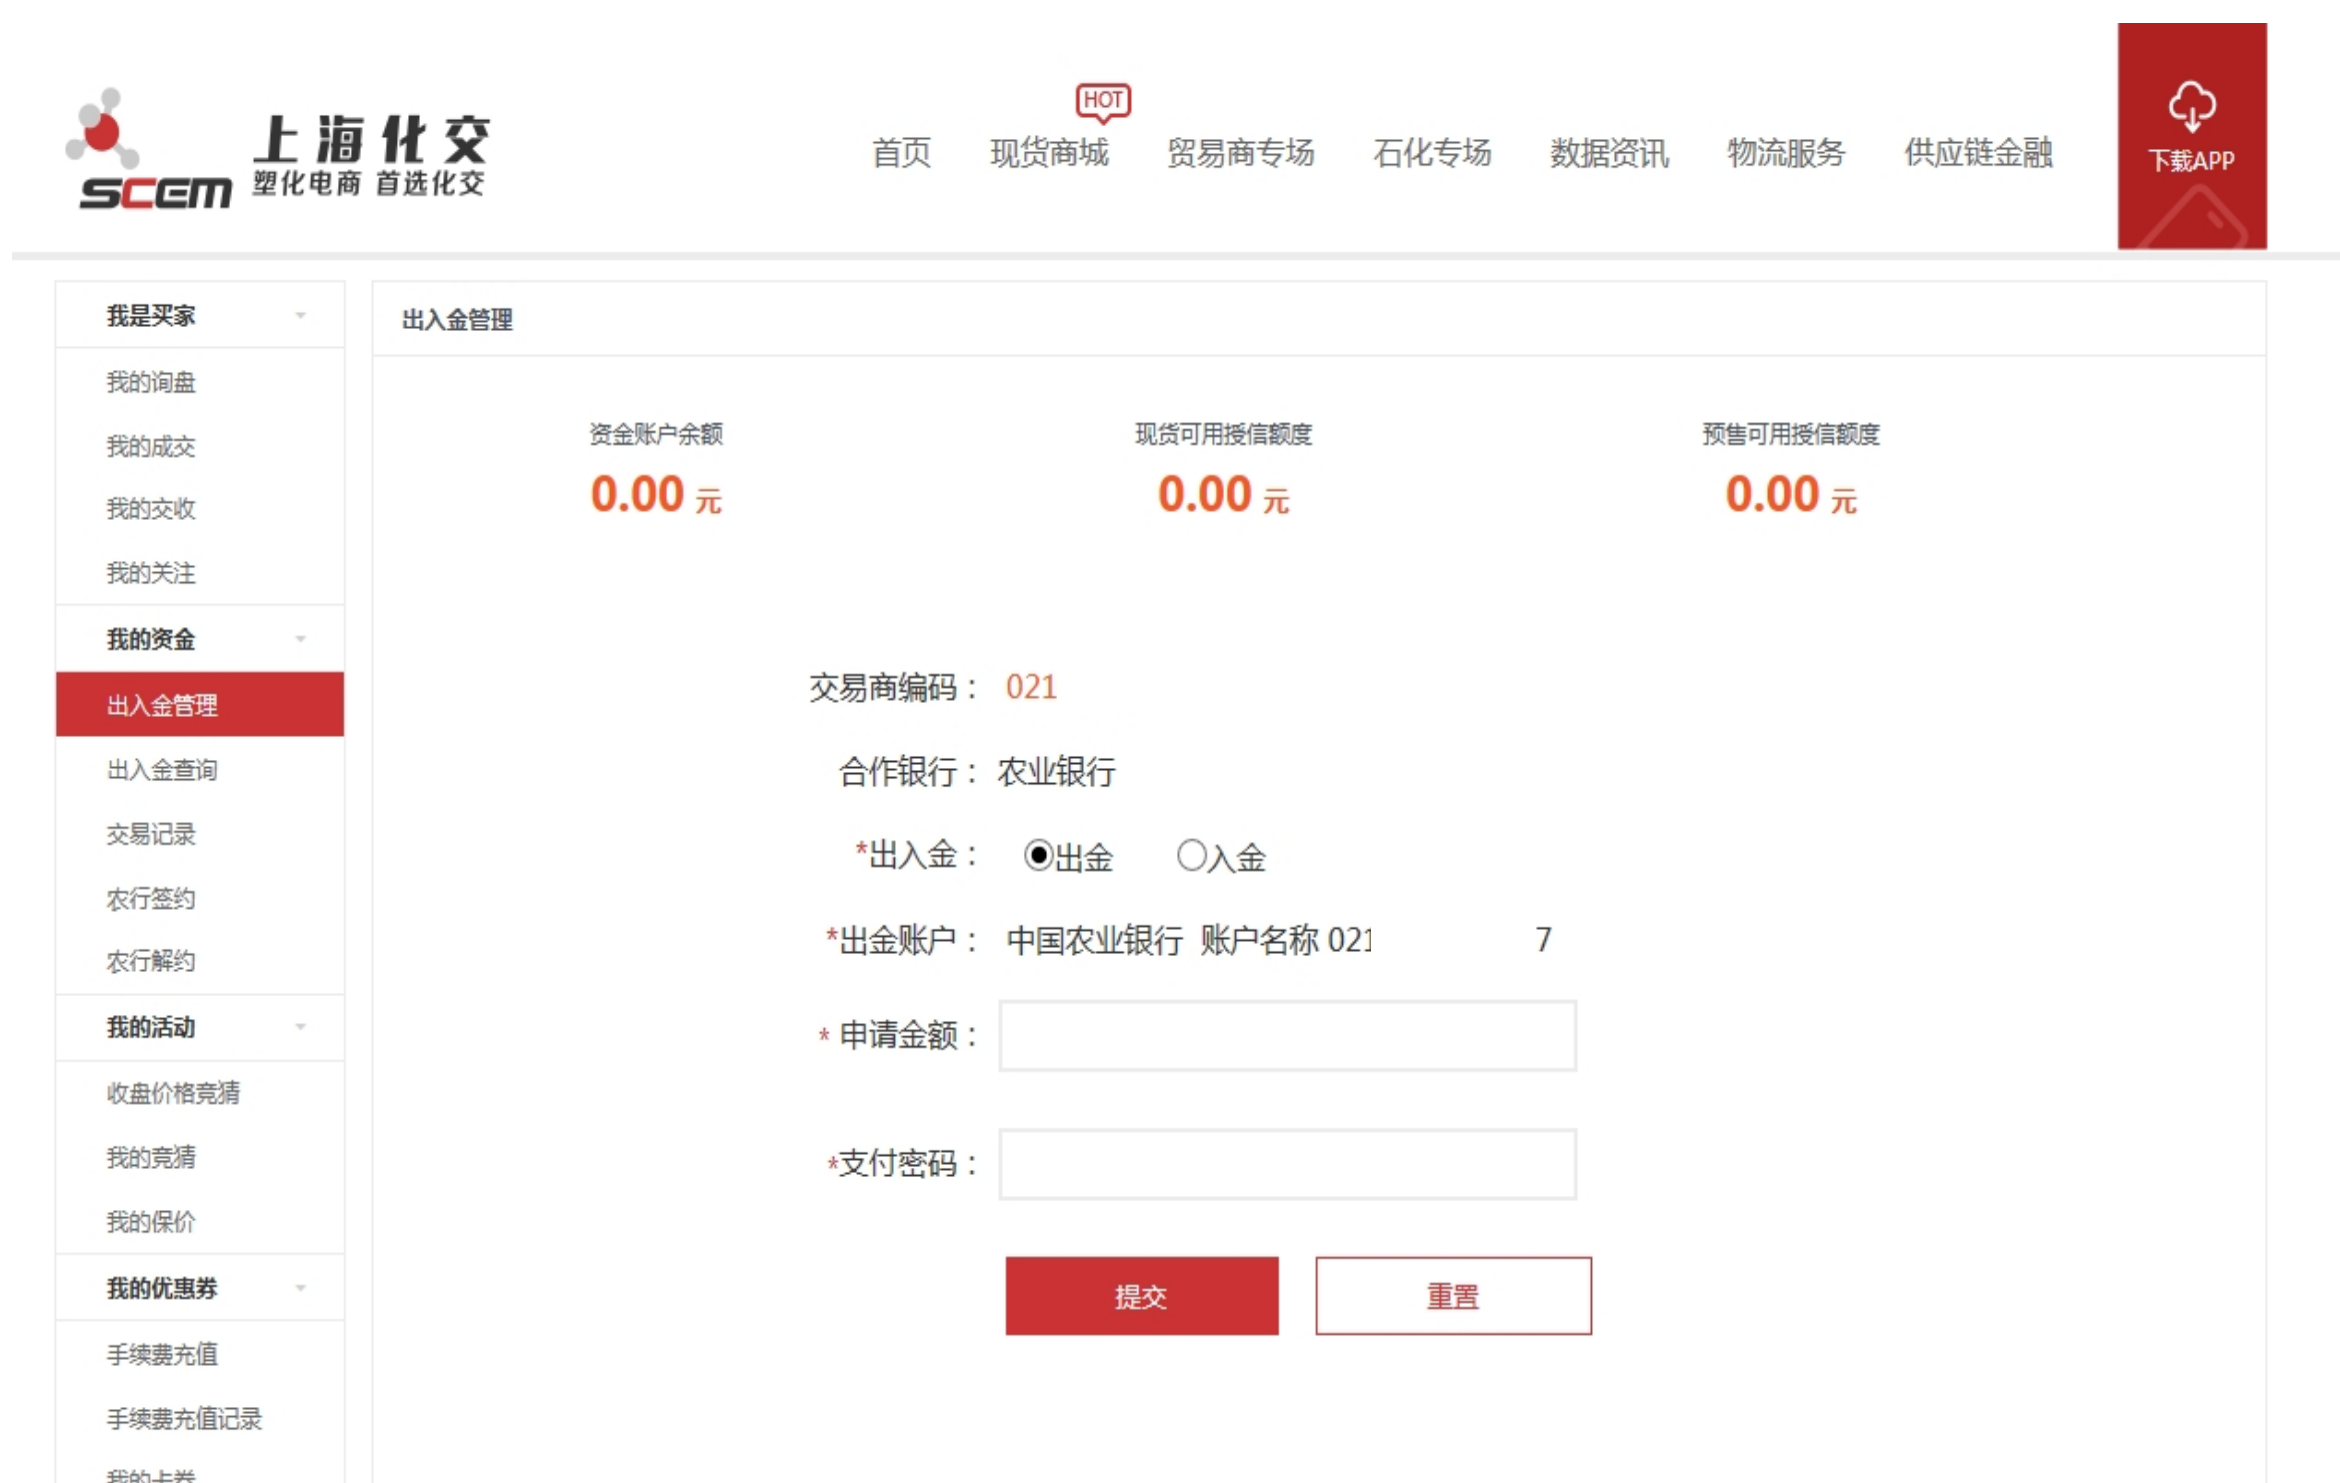 HOT
上海化交
塑化电商 首选化交
SCEM
首页 现货商城 贸易商专场 石化专场 数据资讯 物流服务 供应链金融
下载APP
我是买家
我的询盘
我的成交
我的交收
我的关注
我的资金
出入金管理
出入金查询
交易记录
农行签约
农行解约
我的活动
收盘价格竞猜
我的竞猜
我的保价
我的优惠券
手续费充值
手续费充值记录
我的卡券
出入金管理
资金账户余额 现货可用授信额度 预售可用授信额度
0.00 元 0.00 元 0.00 元
交易商编码： 021
合作银行： 农业银行
*出入金： 出金 入金
*出金账户： 中国农业银行 账户名称 021 7
* 申请金额：
*支付密码：
提交 重置